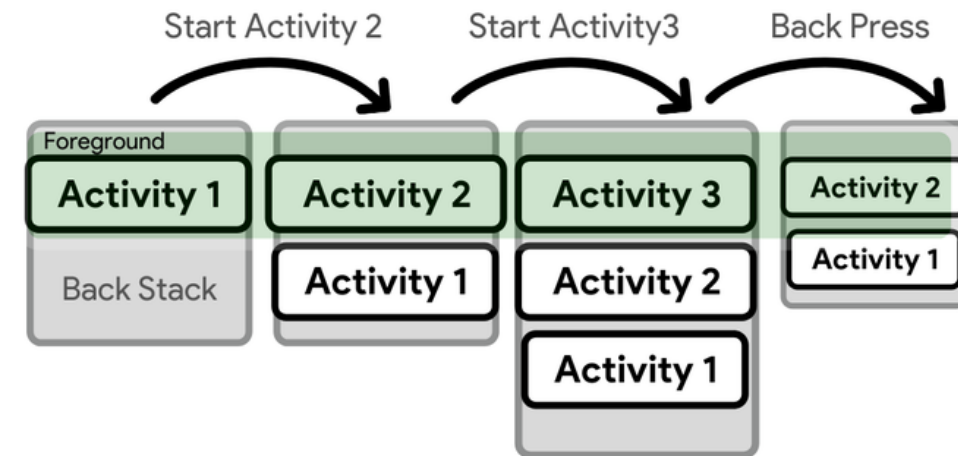 Start Activity 2
Start Activity3
Back Press
Foreground
Activity 1
Back Stack
Activity 2
Activity 1
Activity 3
Activity 2
Activity 1
Activity 2
Activity 1